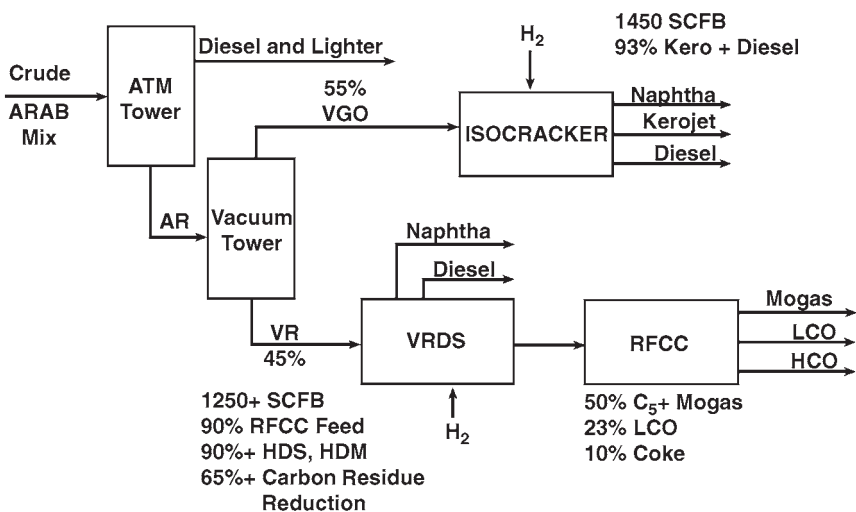 Crude
ARAB
Mix
ATM
Tower
Diesel and Lighter
55%
VGO
H2
1450 SCFB
93% Kero + Diesel
ISOCRACKER
Naphtha
Kerojet
Diesel
AR
Vacuum
Tower
Naphtha
Diesel
VR
45%
VRDS
RFCC
Mogas
LCO
HCO
1250+ SCFB
90% RFCC Feed
90%+ HDS, HDM
65%+ Carbon Residue
Reduction
H2
50% C5+ Mogas
23% LCO
10% Coke